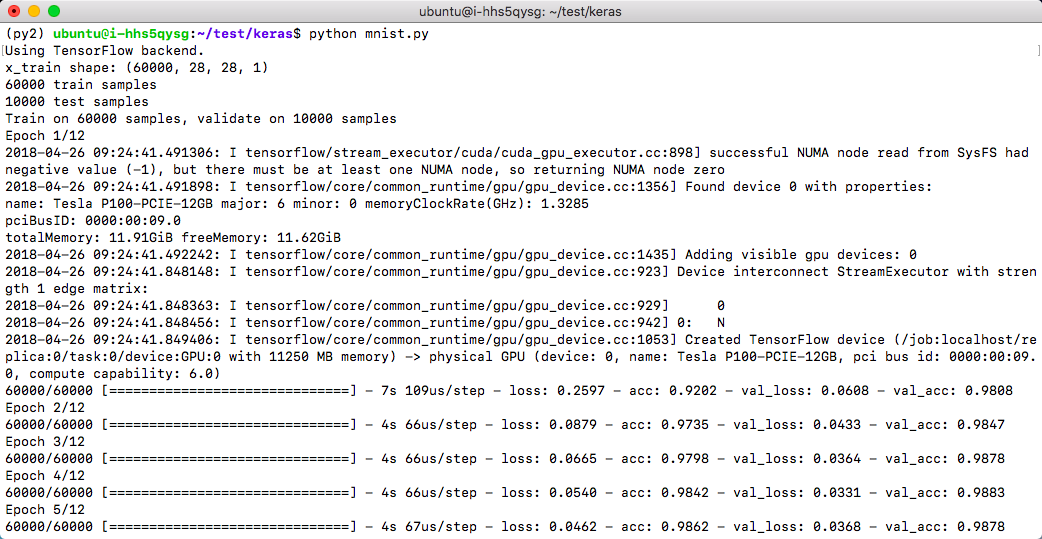 ubuntu@i-hhs5qysg: ~/test/keras
(py2) ubuntu@i-hhs5qysg:~/test/keras$ python mnist.py
[Using TensorFlow backend. ]
x_train shape: (60000, 28, 28, 1)
60000 train samples
10000 test samples
Train on 60000 samples, validate on 10000 samples
Epoch 1/12
2018-04-26 09:24:41.491306: I tensorflow/stream_executor/cuda/cuda_gpu_executor.cc:898] successful NUMA node read from SysFS had
negative value (-1), but there must be at least one NUMA node, so returning NUMA node zero
2018-04-26 09:24:41.491898: I tensorflow/core/common_runtime/gpu/gpu_device.cc:1356] Found device 0 with properties:
name: Tesla P100-PCIE-12GB major: 6 minor: 0 memoryClockRate(GHz): 1.3285
pciBusID: 0000:00:09.0
totalMemory: 11.91GiB freeMemory: 11.62GiB
2018-04-26 09:24:41.492242: I tensorflow/core/common_runtime/gpu/gpu_device.cc:1435] Adding visible gpu devices: 0
2018-04-26 09:24:41.848148: I tensorflow/core/common_runtime/gpu/gpu_device.cc:923] Device interconnect StreamExecutor with stren
gth 1 edge matrix:
2018-04-26 09:24:41.848363: I tensorflow/core/common_runtime/gpu/gpu_device.cc:929]      0
2018-04-26 09:24:41.848456: I tensorflow/core/common_runtime/gpu/gpu_device.cc:942] 0:   N
2018-04-26 09:24:41.849406: I tensorflow/core/common_runtime/gpu/gpu_device.cc:1053] Created TensorFlow device (/job:localhost/re
plica:0/task:0/device:GPU:0 with 11250 MB memory) -> physical GPU (device: 0, name: Tesla P100-PCIE-12GB, pci bus id: 0000:00:09.
0, compute capability: 6.0)
60000/60000 [==============================] - 7s 109us/step - loss: 0.2597 - acc: 0.9202 - val_loss: 0.0608 - val_acc: 0.9808
Epoch 2/12
60000/60000 [==============================] - 4s 66us/step - loss: 0.0879 - acc: 0.9735 - val_loss: 0.0433 - val_acc: 0.9847
Epoch 3/12
60000/60000 [==============================] - 4s 66us/step - loss: 0.0665 - acc: 0.9798 - val_loss: 0.0364 - val_acc: 0.9878
Epoch 4/12
60000/60000 [==============================] - 4s 66us/step - loss: 0.0540 - acc: 0.9842 - val_loss: 0.0331 - val_acc: 0.9883
Epoch 5/12
60000/60000 [==============================] - 4s 67us/step - loss: 0.0462 - acc: 0.9862 - val_loss: 0.0368 - val_acc: 0.9878